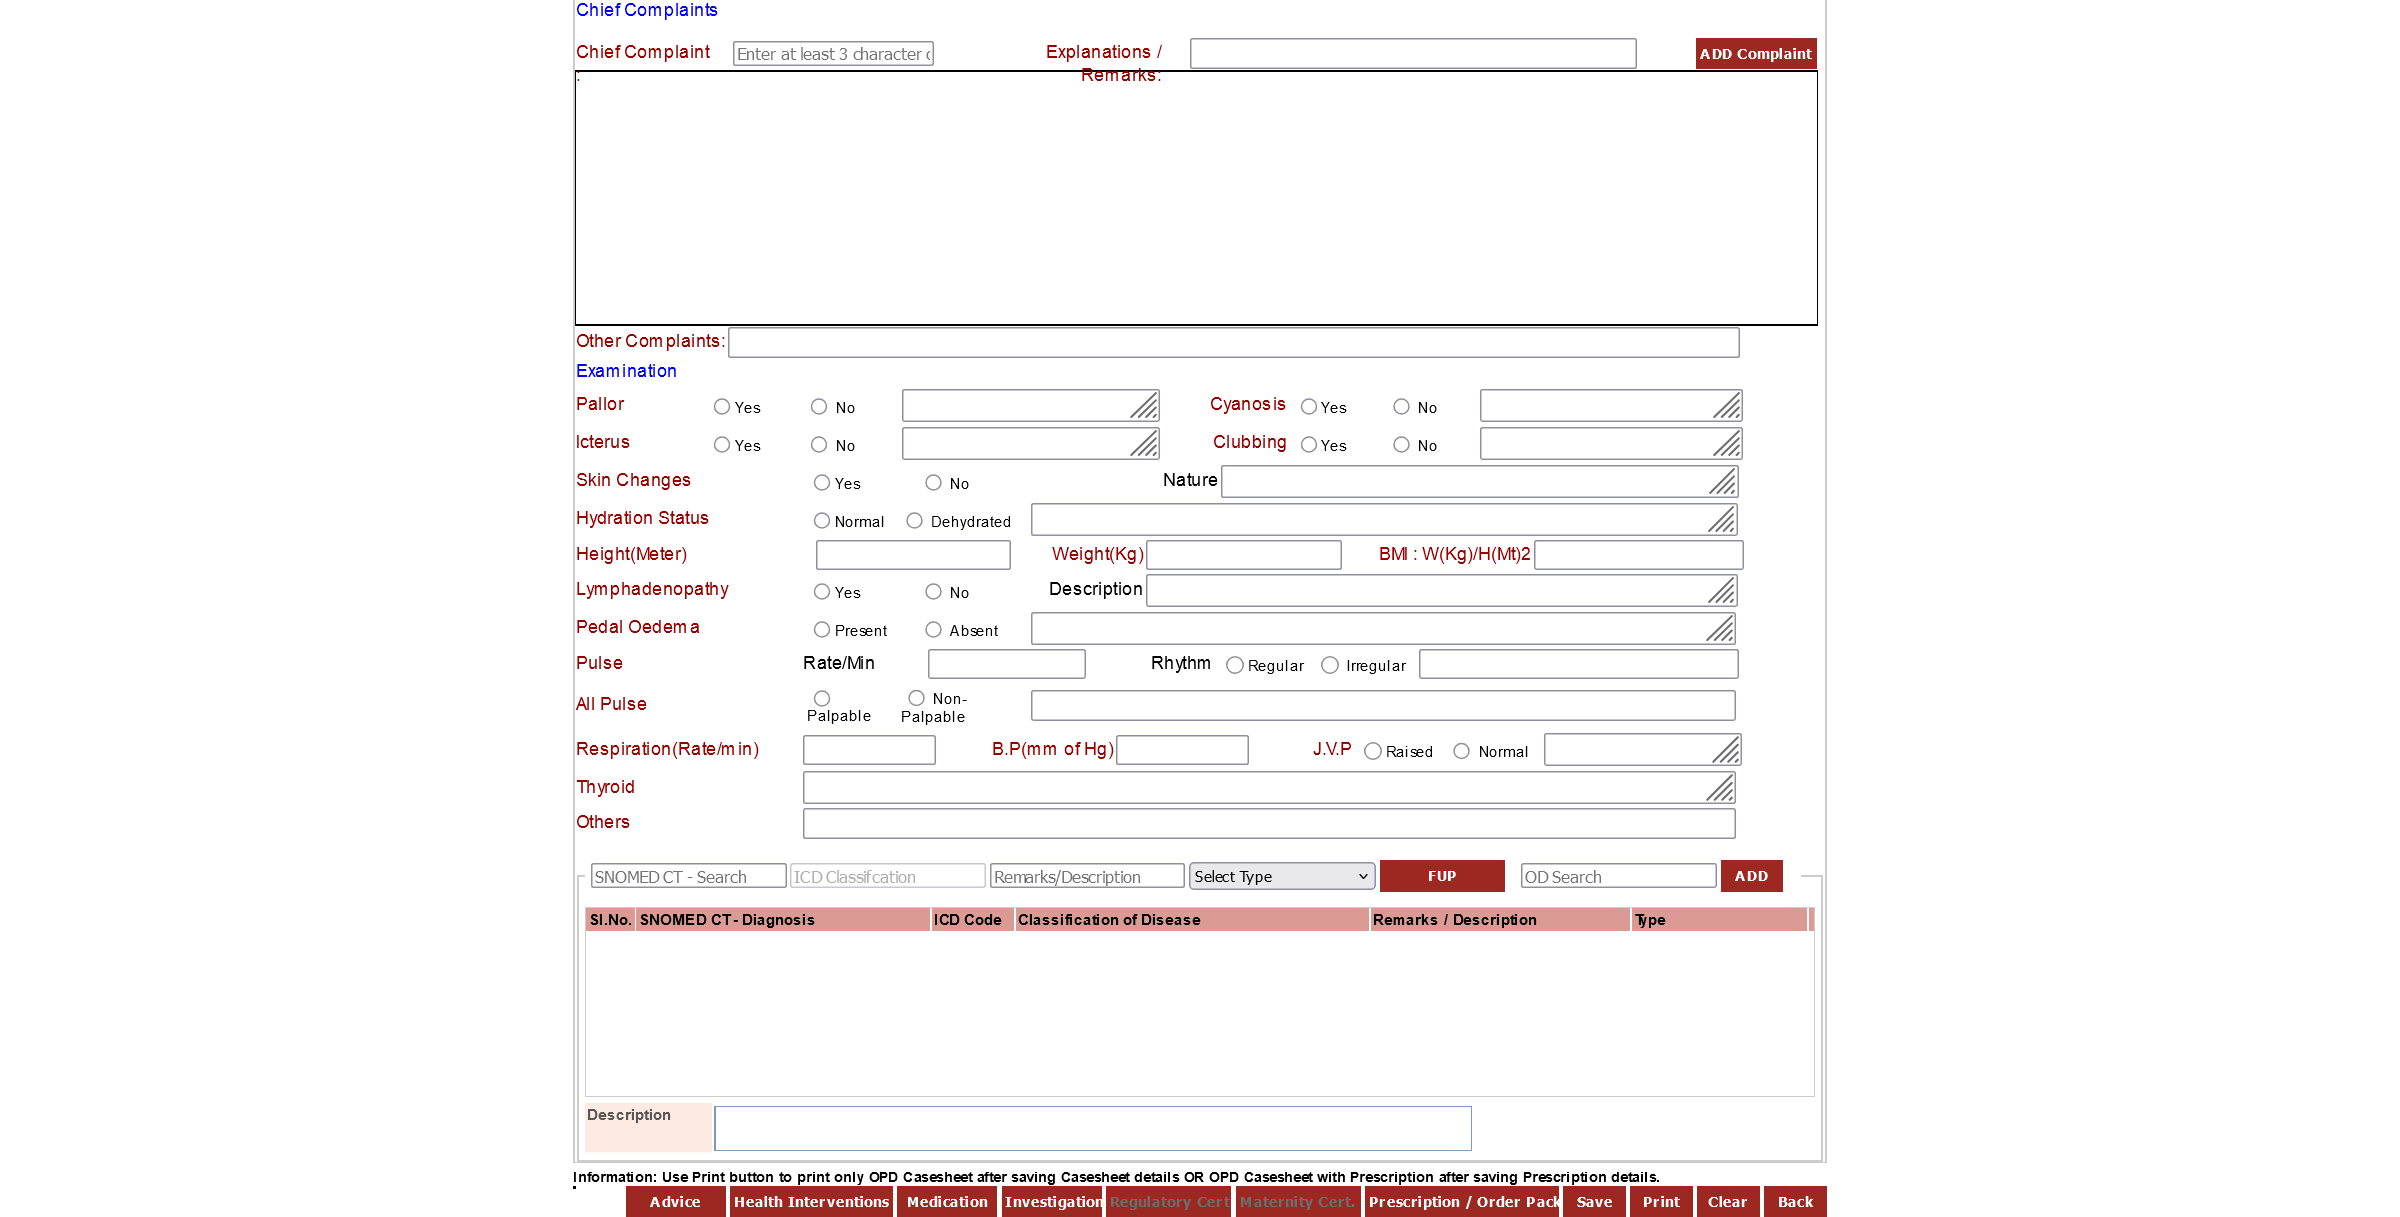 Chief Complaints
Chief Complaint : Enter at least 3 character Explanations / Remarks: ADD Complaint
Other Complaints:
Examination
Pallor Yes No Cyanosis Yes No
Icterus Yes No Clubbing Yes No
Skin Changes Yes No Nature
Hydration Status Normal Dehydrated
Height(Meter) Weight(Kg) BMI : W(Kg)/H(Mt)2
Lymphadenopathy Yes No Description
Pedal Oedema Present Absent
Pulse Rate/Min Rhythm Regular Irregular
All Pulse Palpable Non-Palpable
Respiration(Rate/min) B.P(mm of Hg) J.V.P Raised Normal
Thyroid
Others
SNOMED CT - Search ICD Classifcation Remarks/Description Select Type FUP OD Search ADD
Sl.No. SNOMED CT- Diagnosis ICD Code Classification of Disease Remarks / Description Type
Description
Information: Use Print button to print only OPD Casesheet after saving Casesheet details OR OPD Casesheet with Prescription after saving Prescription details.
Advice Health Interventions Medication Investigation Regulatory Cert Maternity Cert. Prescription / Order Pack Save Print Clear Back